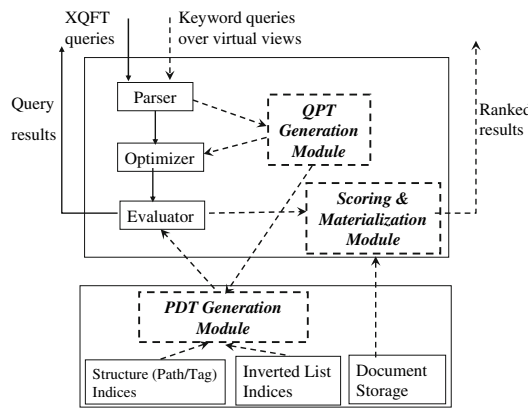 XQFT
queries
Keyword queries
over virtual views
Query
results
Parser
QPT
Generation
Module
Ranked
results
Optimizer
Evaluator
Scoring &
Materialization
Module
PDT Generation
Module
Structure (Path/Tag)
Indices
Inverted List
Indices
Document
Storage